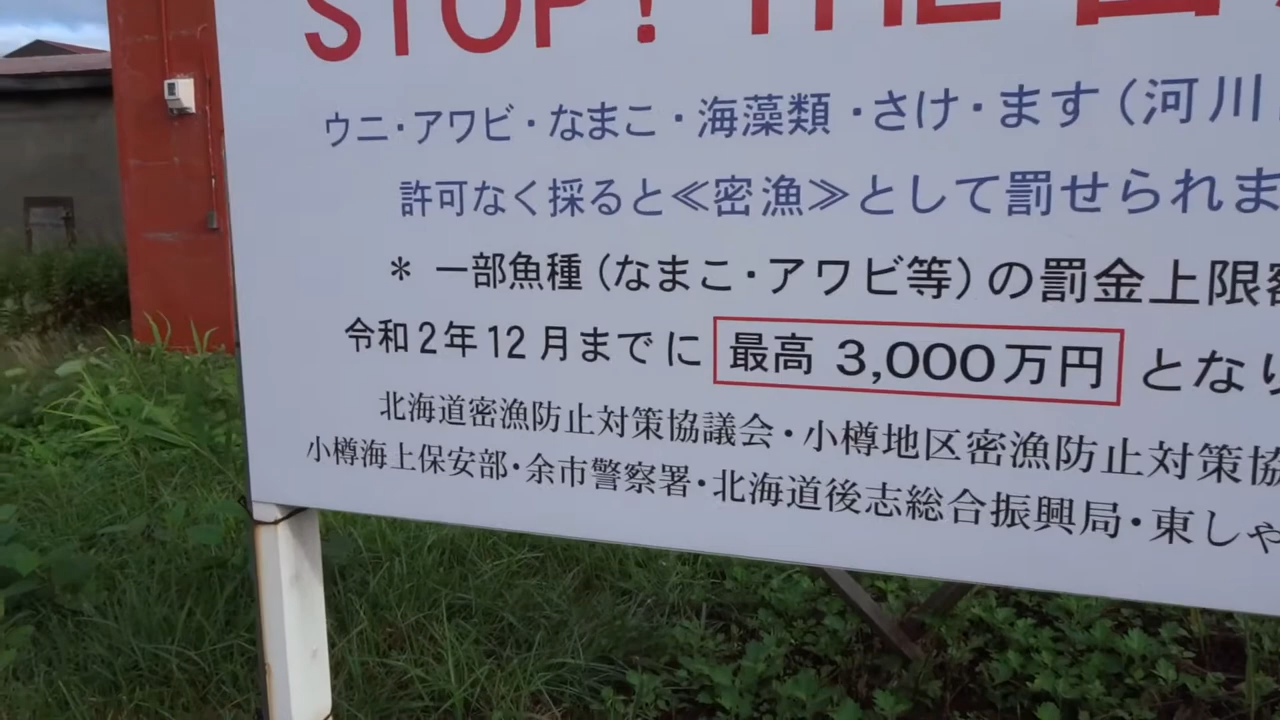 STOP! THE
ウニ・アワビ・なまこ・海藻類・さけ・ます（河川
許可なく採ると≪密漁≫として罰せられま
＊ 一部魚種（なまこ・アワビ等）の罰金上限
令和2年12月までに 最高 3,000万円 となり
北海道密漁防止対策協議会・小樽地区密漁防止対策協
小樽海上保安部・余市警察署・北海道後志総合振興局・東しゃ